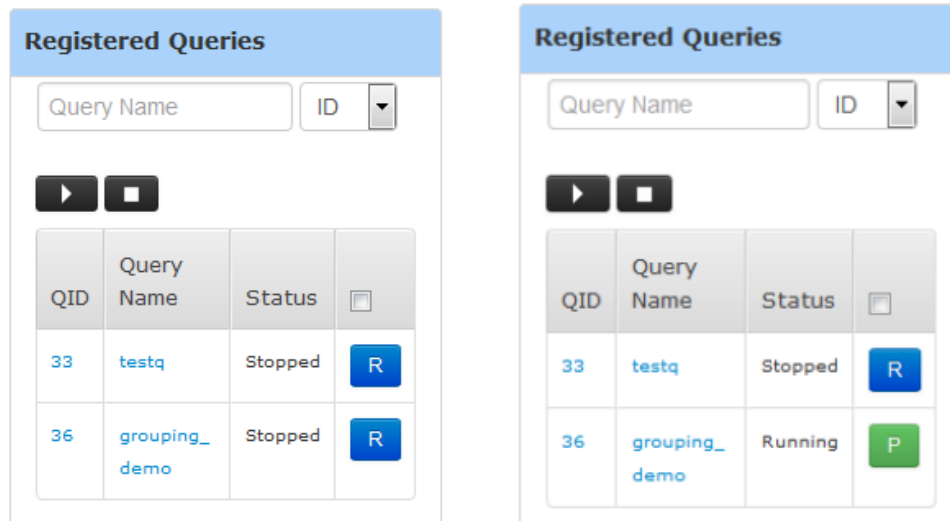 Registered Queries
Query Name
ID
QID
Query
Name
Status
33
testq
Stopped
R
36
grouping_
demo
Stopped
R
Registered Queries
Query Name
ID
QID
Query
Name
Status
33
testq
Stopped
R
36
grouping_
demo
Running
P